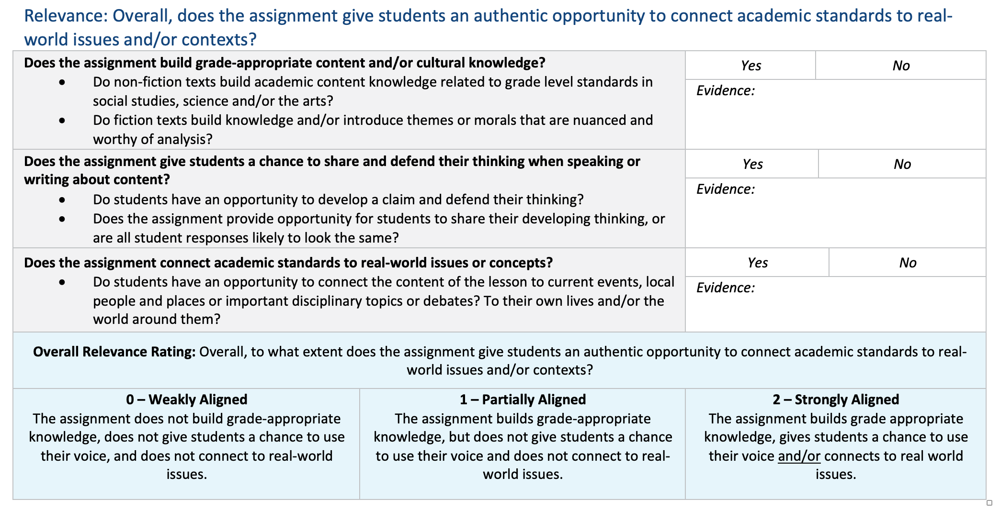 Relevance: Overall, does the assignment give students an authentic opportunity to connect academic standards to real-
world issues and/or contexts?
Does the assignment build grade-appropriate content and/or cultural knowledge?
• Do non-fiction texts build academic content knowledge related to grade level standards in
social studies, science and/or the arts?
• Do fiction texts build knowledge and/or introduce themes or morals that are nuanced and
worthy of analysis?
Yes
No
Evidence:
Does the assignment give students a chance to share and defend their thinking when speaking or
writing about content?
• Do students have an opportunity to develop a claim and defend their thinking?
• Does the assignment provide opportunity for students to share their developing thinking, or
are all student responses likely to look the same?
Yes
No
Evidence:
Does the assignment connect academic standards to real-world issues or concepts?
• Do students have an opportunity to connect the content of the lesson to current events, local
people and places or important disciplinary topics or debates? To their own lives and/or the
world around them?
Yes
No
Evidence:
Overall Relevance Rating: Overall, to what extent does the assignment give students an authentic opportunity to connect academic standards to real-
world issues and/or contexts?
0 – Weakly Aligned
The assignment does not build grade-appropriate
knowledge, does not give students a chance to use
their voice, and does not connect to real-world
issues.
1 – Partially Aligned
The assignment builds grade-appropriate
knowledge, but does not give students a chance
to use their voice and does not connect to real-
world issues.
2 – Strongly Aligned
The assignment builds grade appropriate
knowledge, gives students a chance to use
their voice and/or connects to real world
issues.